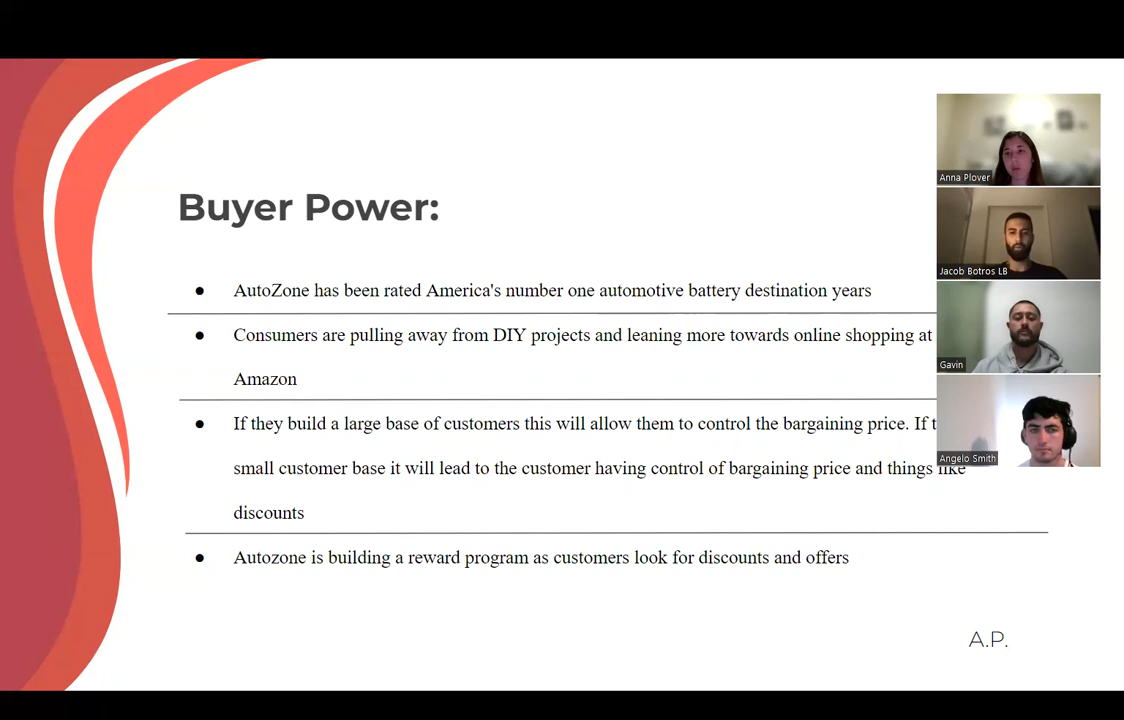 Buyer Power:
● AutoZone has been rated America's number one automotive battery destination years
● Consumers are pulling away from DIY projects and leaning more towards online shopping at
Amazon
● If they build a large base of customers this will allow them to control the bargaining price. If
small customer base it will lead to the customer having control of bargaining price and things like
discounts
● Autozone is building a reward program as customers look for discounts and offers
A.P.
Anna Plover
Jacob Botros LB
Gavin
Angelo Smith